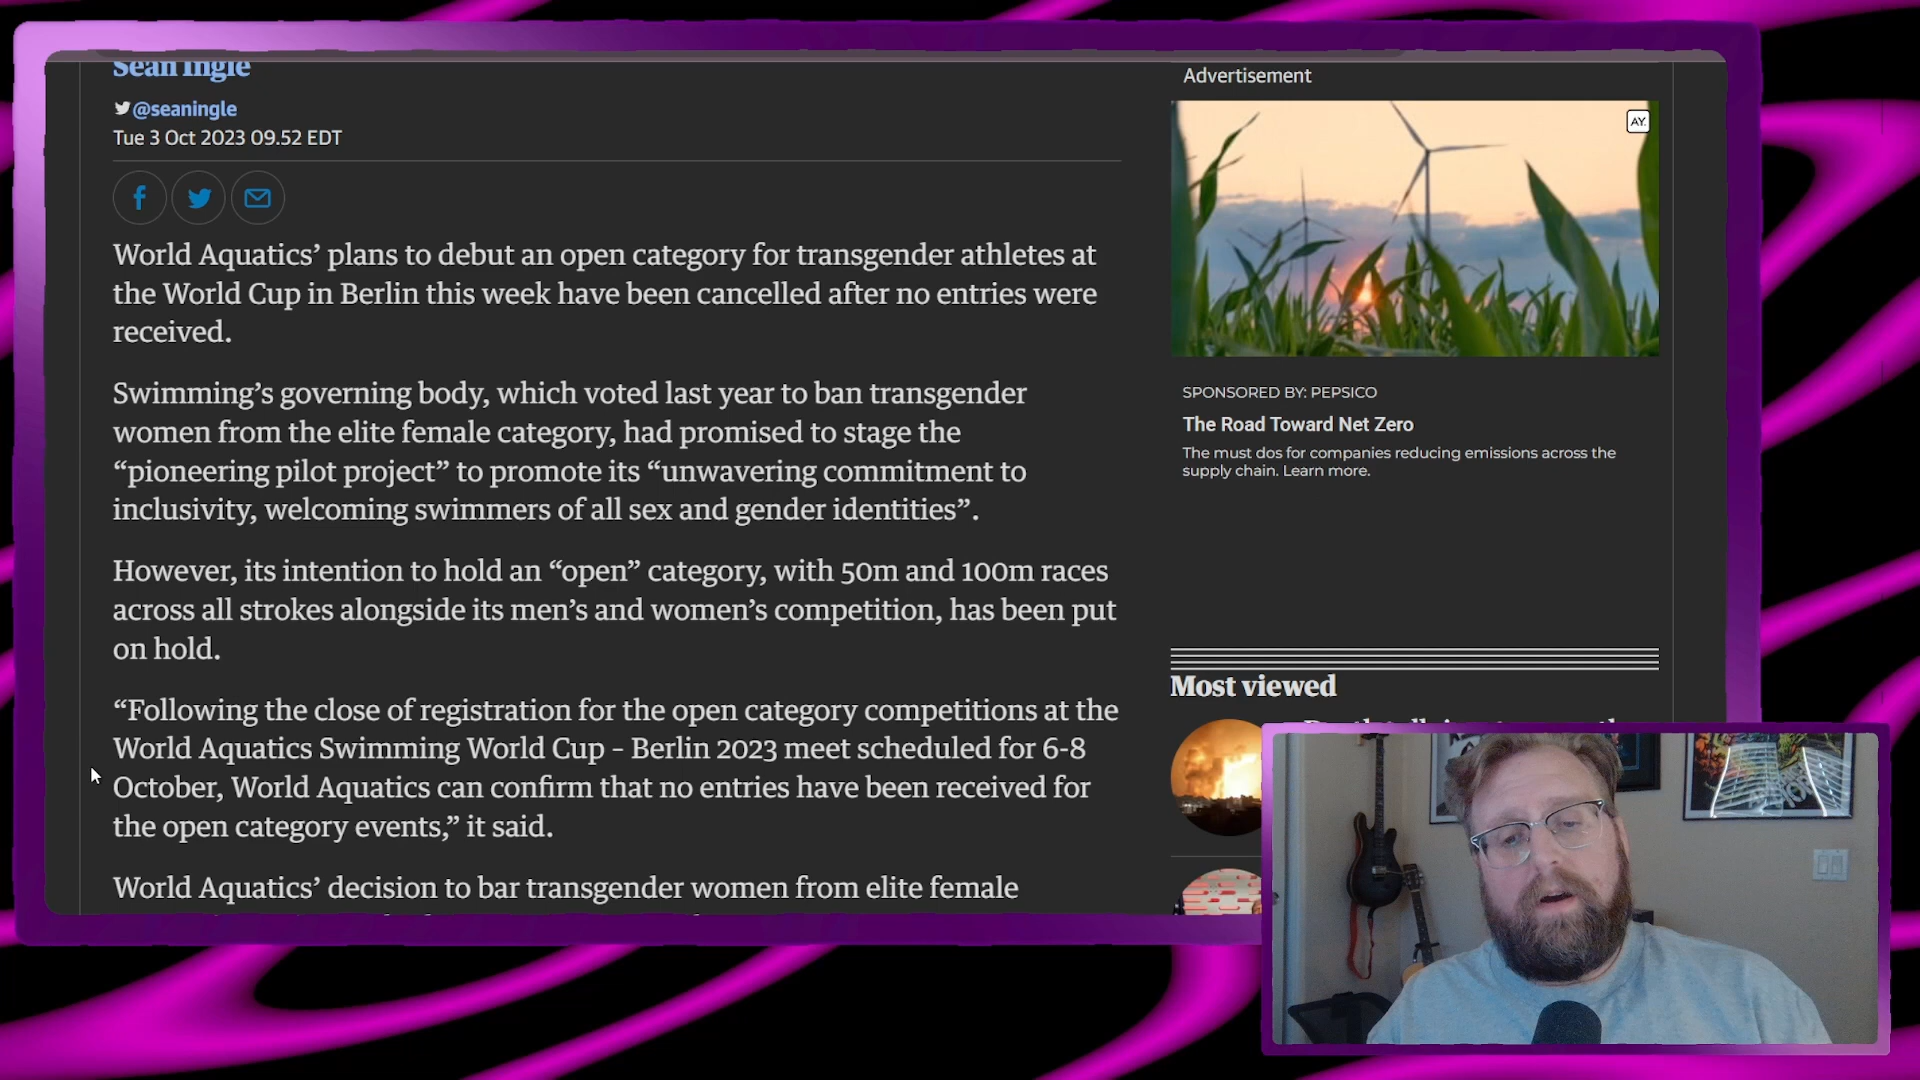 Sean Ingle
@seaningle
Tue 3 Oct 2023 09.52 EDT
World Aquatics’ plans to debut an open category for transgender athletes at
the World Cup in Berlin this week have been cancelled after no entries were
received.
Swimming’s governing body, which voted last year to ban transgender
women from the elite female category, had promised to stage the
“pioneering pilot project” to promote its “unwavering commitment to
inclusivity, welcoming swimmers of all sex and gender identities”.
However, its intention to hold an “open” category, with 50m and 100m races
across all strokes alongside its men’s and women’s competition, has been put
on hold.
“Following the close of registration for the open category competitions at the
World Aquatics Swimming World Cup – Berlin 2023 meet scheduled for 6-8
October, World Aquatics can confirm that no entries have been received for
the open category events,” it said.
World Aquatics’ decision to bar transgender women from elite female
Advertisement
AY.
SPONSORED BY: PEPSICO
The Road Toward Net Zero
The must dos for companies reducing emissions across the
supply chain. Learn more.
Most viewed